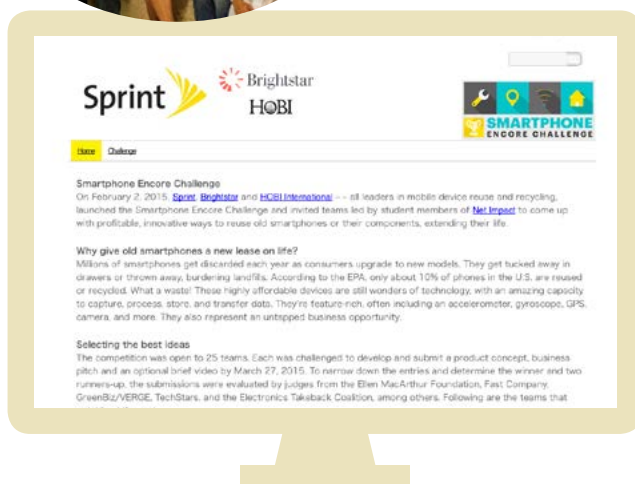 Sprint
Brightstar
HOBI
SMARTPHONE
ENCORE CHALLENGE
Home Challenge
Smartphone Encore Challenge
On February 2, 2015, Sprint, Brightstar and HOBI International – – all leaders in mobile device reuse and recycling,
launched the Smartphone Encore Challenge and invited teams led by student members of Net Impact to come up
with profitable, innovative ways to reuse old smartphones or their components, extending their life.
Why give old smartphones a new lease on life?
Millions of smartphones get discarded each year as consumers upgrade to new models. They get tucked away in
drawers or thrown away, burdening landfills. According to the EPA, only about 10% of phones in the U.S. are reused
or recycled. What a waste! These highly affordable devices are still wonders of technology, with an amazing capacity
to capture, process, store, and transfer data. They're feature-rich, often including an accelerometer, gyroscope, GPS,
camera, and more. They also represent an untapped business opportunity.
Selecting the best ideas
The competition was open to 25 teams. Each was challenged to develop and submit a product concept, business
pitch and an optional brief video by March 27, 2015. To narrow down the entries and determine the winner and two
runners-up, the submissions were evaluated by judges from the Ellen MacArthur Foundation, Fast Company,
GreenBiz/VERGE, TechStars, and the Electronics Takeback Coalition, among others. Following are the teams that